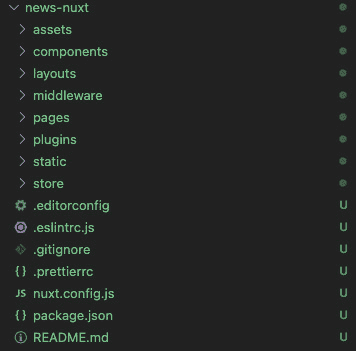 news-nuxt
assets
components
layouts
middleware
pages
plugins
static
store
.editorconfig U
.eslintrc.js U
.gitignore U
{} .prettierrc U
JS nuxt.config.js U
{} package.json U
README.md U